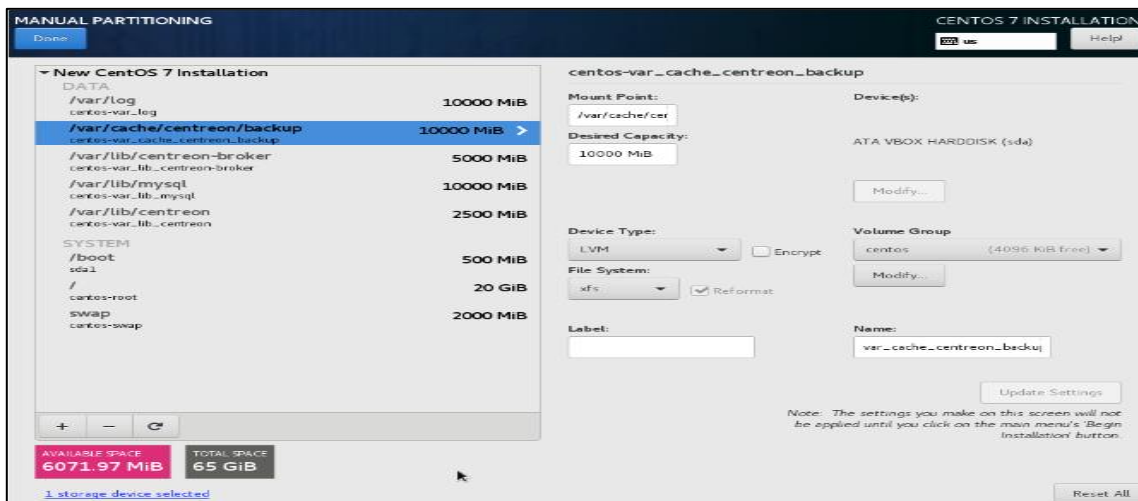 MANUAL PARTITIONING
Done
CENTOS 7 INSTALLATION
us
Help!
New CentOS 7 Installation
DATA
/var/log
centos-var_log
10000 MiB
/var/cache/centreon/backup
centos-var_cache_centreon_backup
10000 MiB
/var/lib/centreon-broker
centos-var_lib_centreon-broker
5000 MiB
/var/lib/mysql
centos-var_lib_mysql
10000 MiB
/var/lib/centreon
centos-var_lib_centreon
2500 MiB
SYSTEM
/boot
sda1
500 MiB
/
centos-root
20 GiB
swap
centos-swap
2000 MiB
+ −
AVAILABLE SPACE
6071.97 MiB
TOTAL SPACE
65 GiB
1 storage device selected
centos-var_cache_centreon_backup
Mount Point:
/var/cache/cer
Desired Capacity:
10000 MiB
Device(s):
ATA VBOX HARDDISK (sda)
Modify...
Device Type:
LVM
Encrypt
File System:
xfs
Reformat
Volume Group
centos (4096 KiB free)
Modify...
Label:
Name:
var_cache_centreon_backu
Update Settings
Note: The settings you make on this screen will not
be applied until you click on the main menu's 'Begin
Installation' button.
Reset All